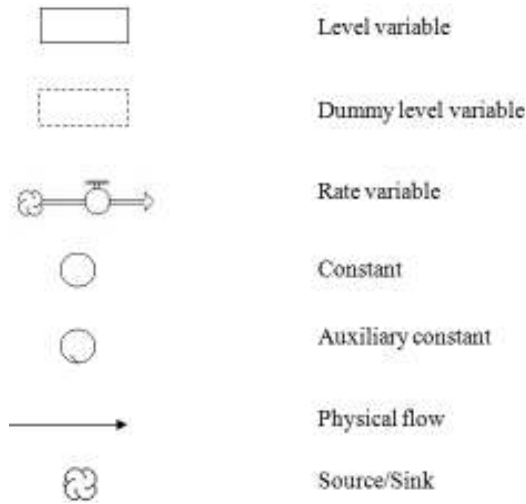 Level variable
Dummy level variable
Rate variable
Constant
Auxiliary constant
Physical flow
Source/Sink